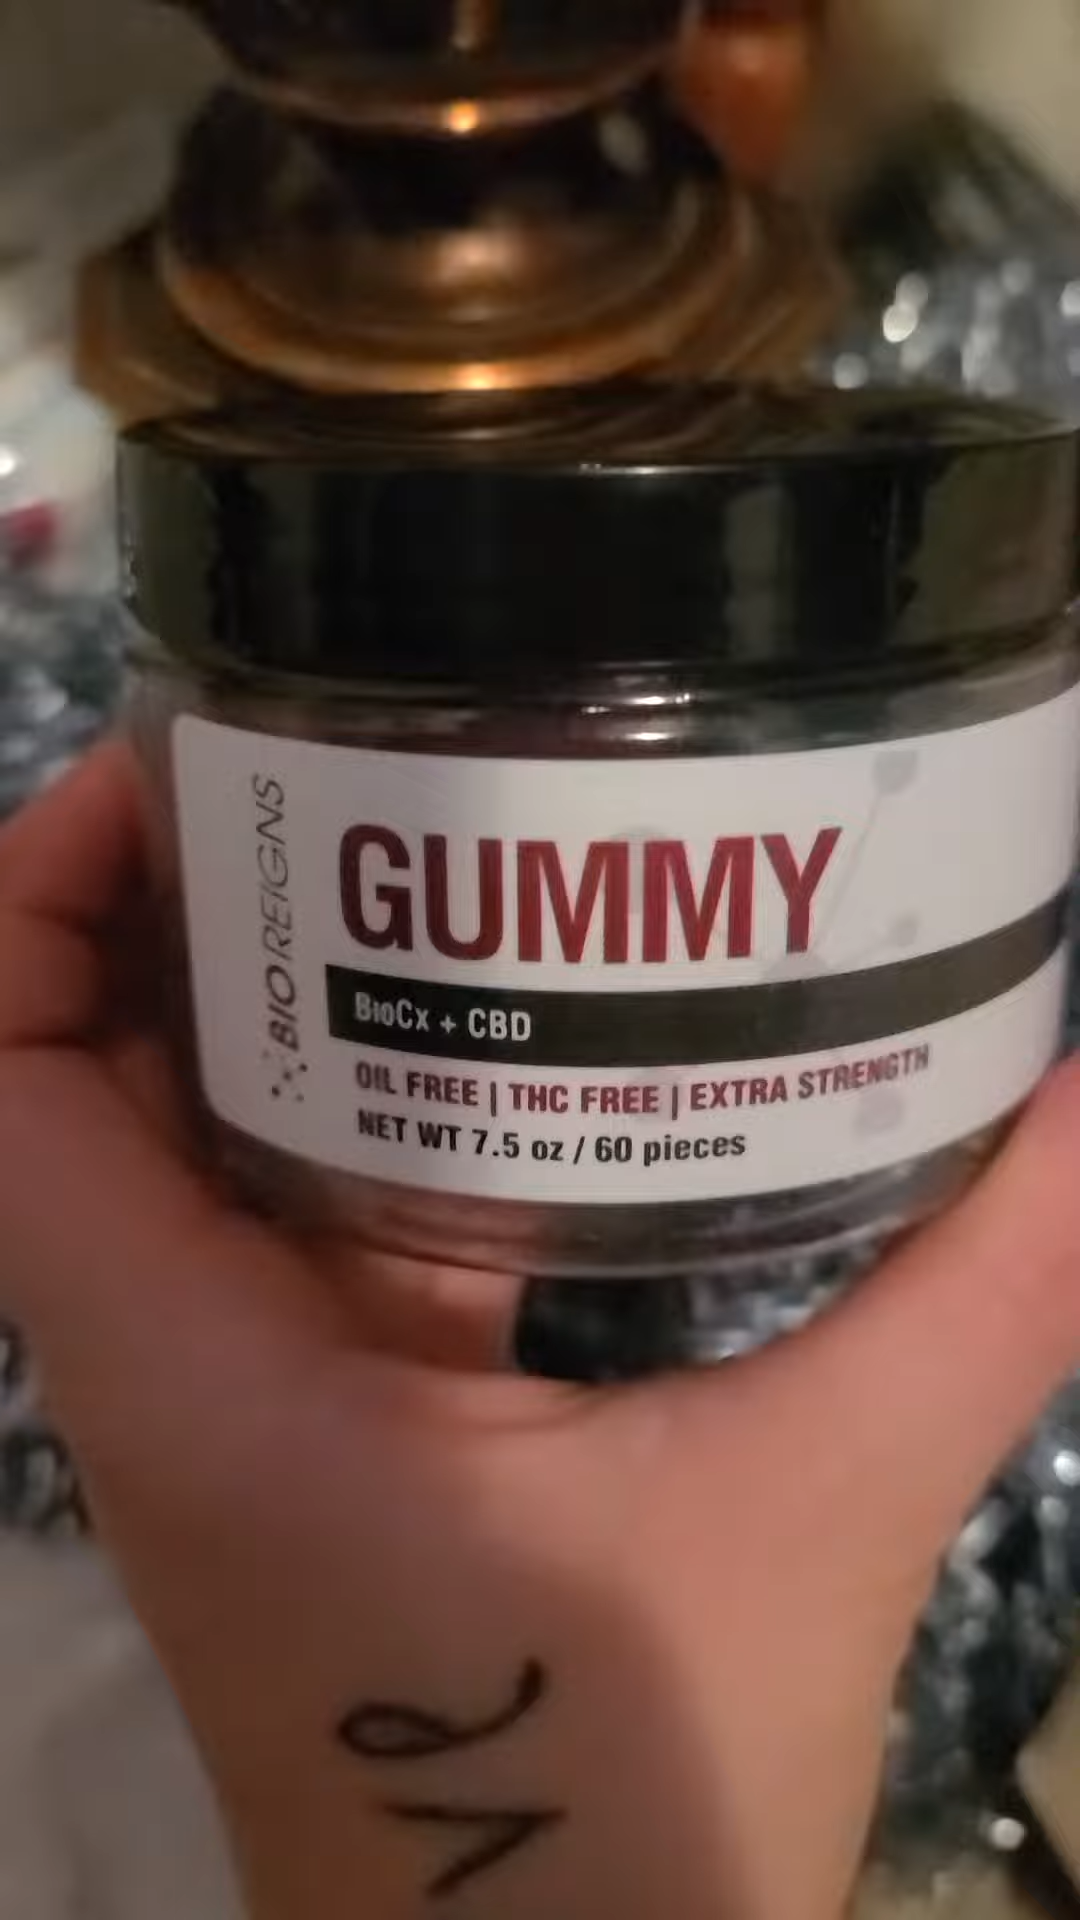 BIOREIGNS
GUMMY
BIOCX + CBD
OIL FREE | THC FREE | EXTRA STRENGTH
NET WT 7.5 oz / 60 pieces